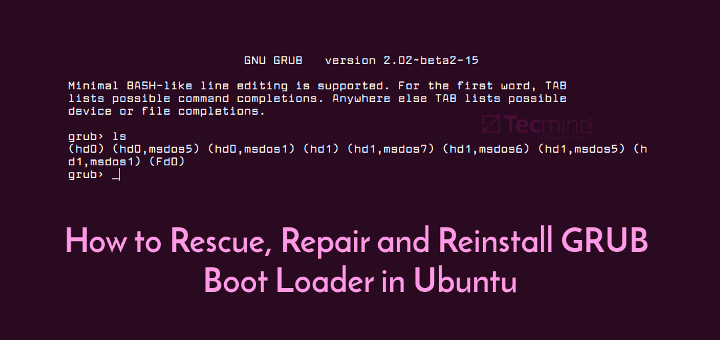 GNU GRUB version 2.02~beta2-15
Minimal BASH-like line editing is supported. For the first word, TAB
lists possible command completions. Anywhere else TAB lists possible
device or file completions.
grub> ls
(hd0) (hd0,msdos5) (hd0,msdos1) (hd1) (hd1,msdos7) (hd1,msdos6) (hd1,msdos5) (h
d1,msdos1) (Fd0)
grub> _
Tecmint
How to Rescue, Repair and Reinstall GRUB
Boot Loader in Ubuntu